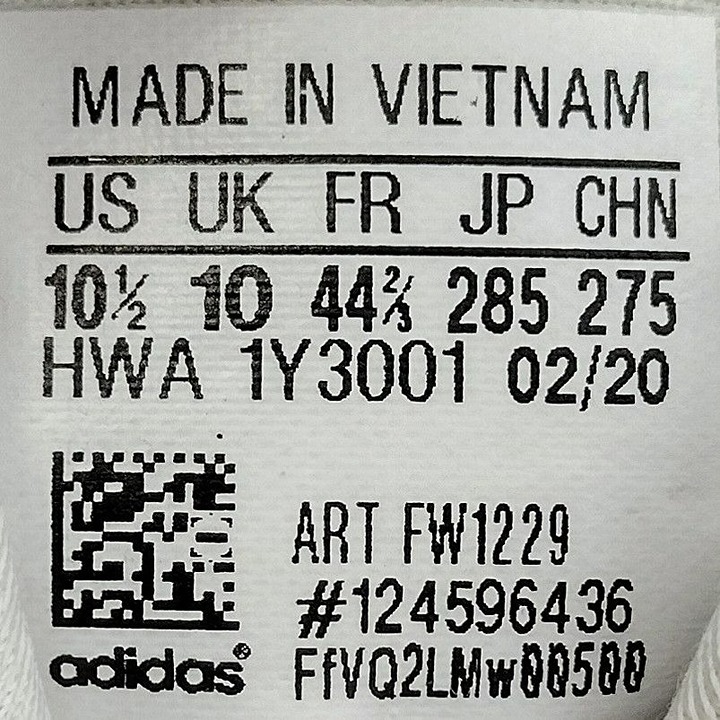 MADE IN VIETNAM
US UK FR JP CHN
10½ 10 44⅔ 285 275
HWA 1Y3001 02/20
ART FW1229
#124596436
adidas® FfVQ2LMw00500